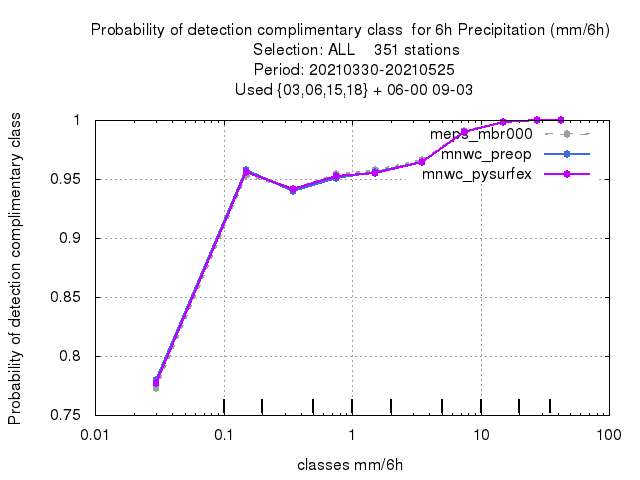 Probability of detection complimentary class  for 6h Precipitation (mm/6h)
Selection: ALL    351 stations
Period: 20210330-20210525
Used {03,06,15,18} + 06-00 09-03
Probability of detection complimentary class
1
0.95
0.9
0.85
0.8
0.75
meps_mbr000
mnwc_preop
mnwc_pysurfex
0.01
0.1
1
10
100
classes mm/6h